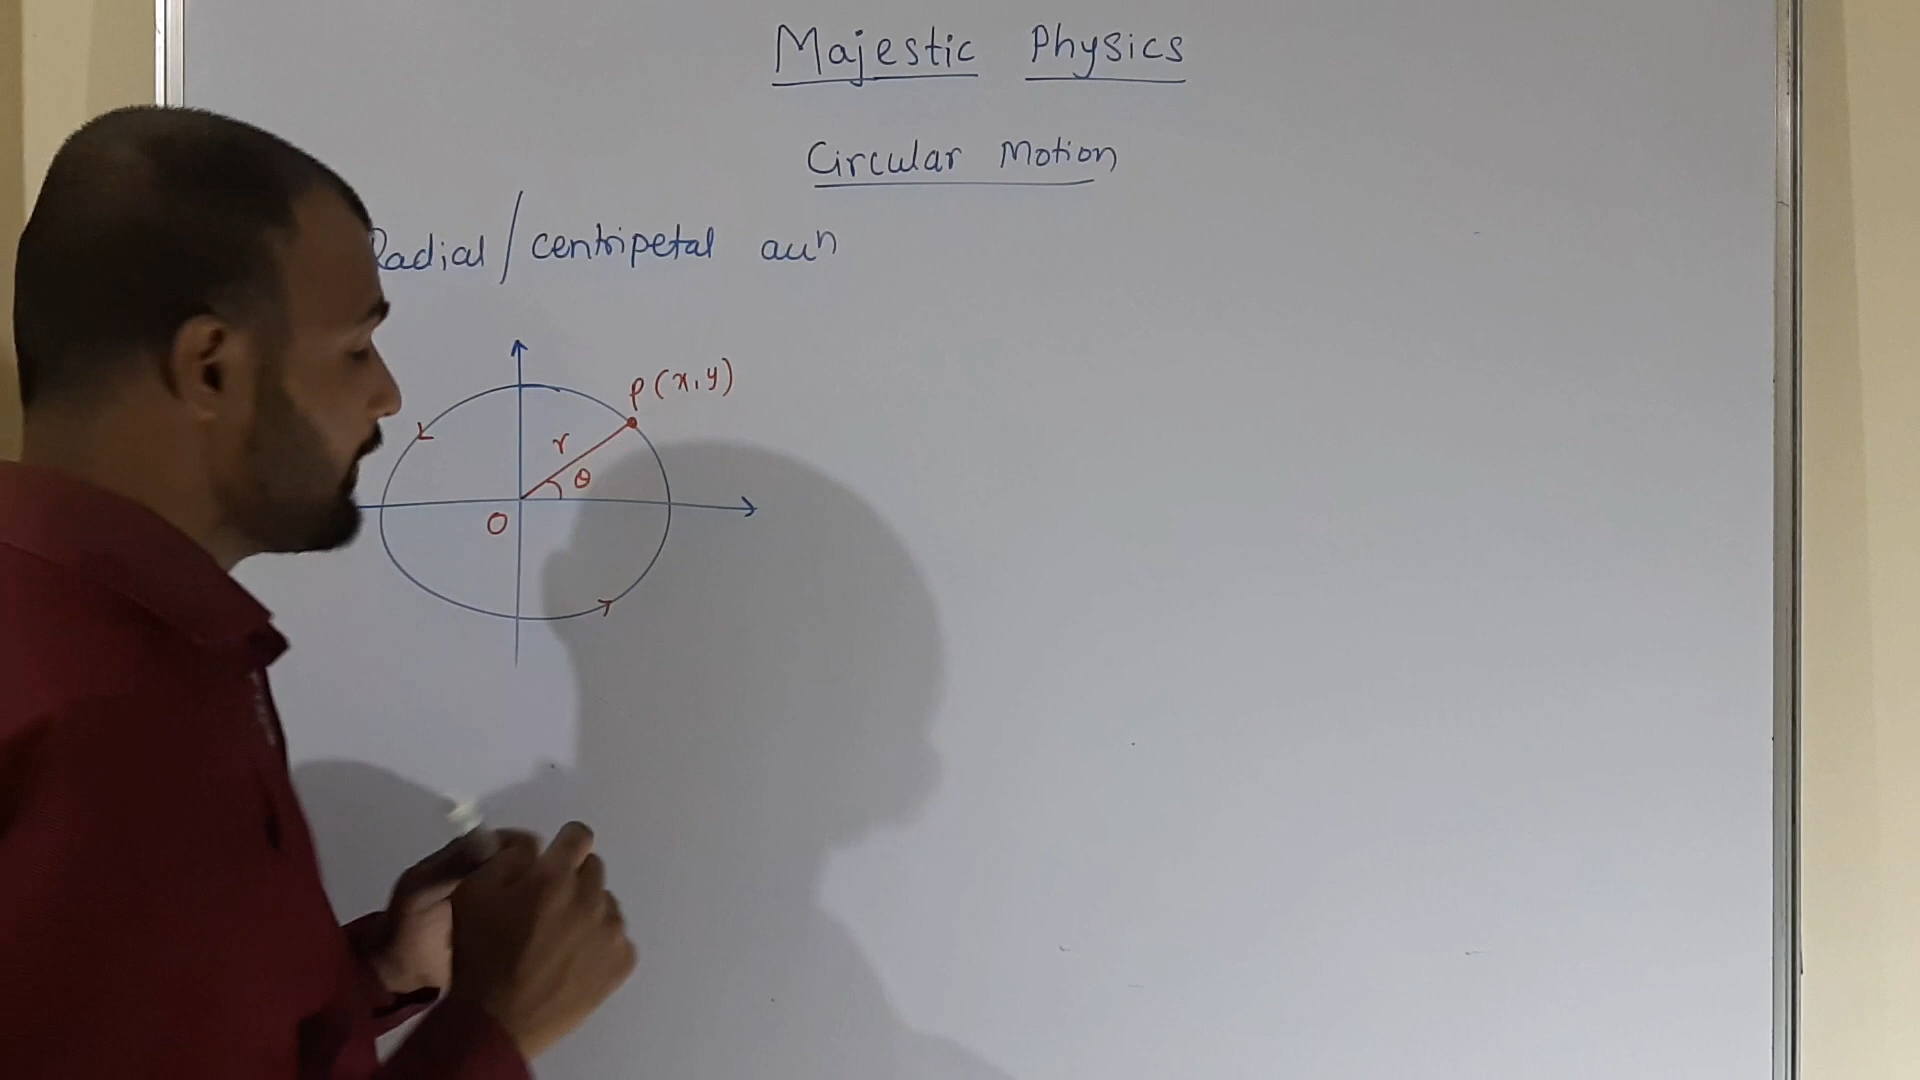 Majestic Physics
Circular Motion
Radial / centripetal accn
P (x, y)
r
θ
O